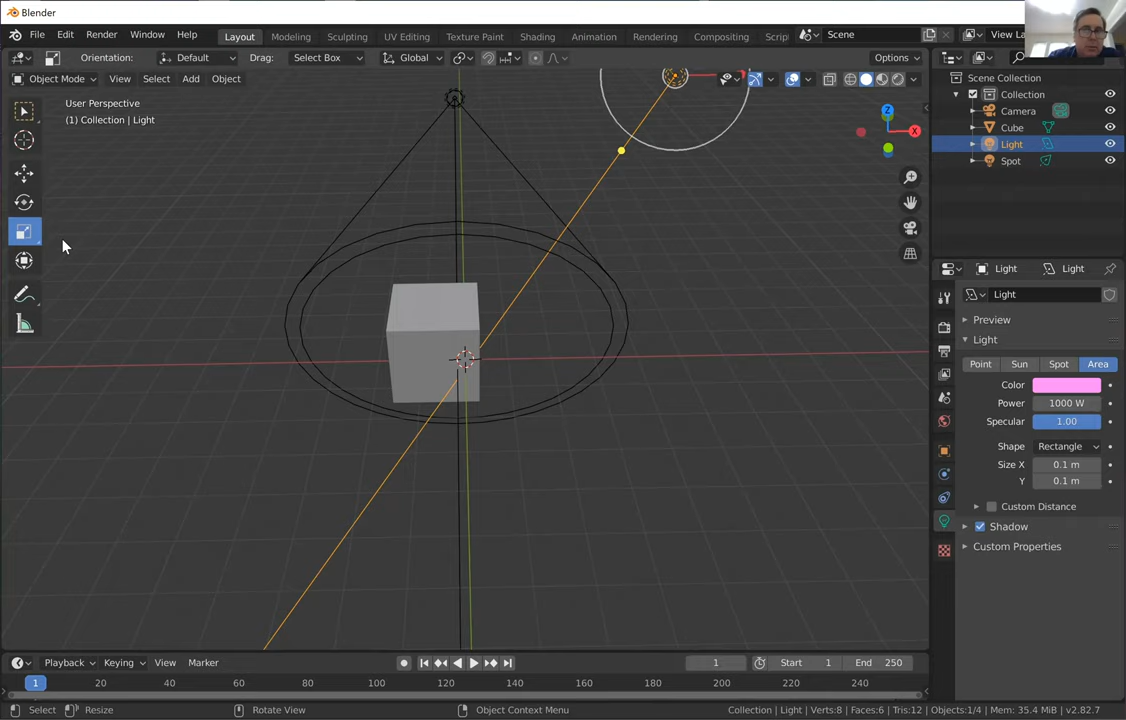 Blender
File Edit Render Window Help Layout Modeling Sculpting UV Editing Texture Paint Shading Animation Rendering Compositing Scene View La
Orientation: Default Drag: Select Box Global Options
Object Mode View Select Add Object
User Perspective
(1) Collection | Light
Z
X
Scene Collection
Collection
Camera
Cube
Light
Spot
Light Light
Light
Preview
Light
Point Sun Spot Area
Color
Power 1000 W
Specular 1.00
Shape Rectangle
Size X 0.1 m
Y 0.1 m
Custom Distance
Shadow
Custom Properties
Playback Keying View Marker 1 Start 1 End 250
1 20 40 60 80 100 120 140 160 180 200 220 240
Select Resize Rotate View Object Context Menu Collection | Light | Verts:8 | Faces:6 | Tris:12 | Objects:1/4 | Mem: 35.4 MiB | v2.82.7